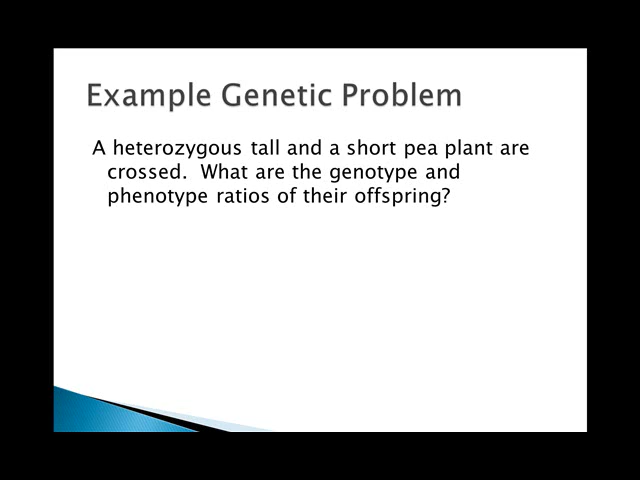 Example Genetic Problem
A heterozygous tall and a short pea plant are
crossed.  What are the genotype and
phenotype ratios of their offspring?